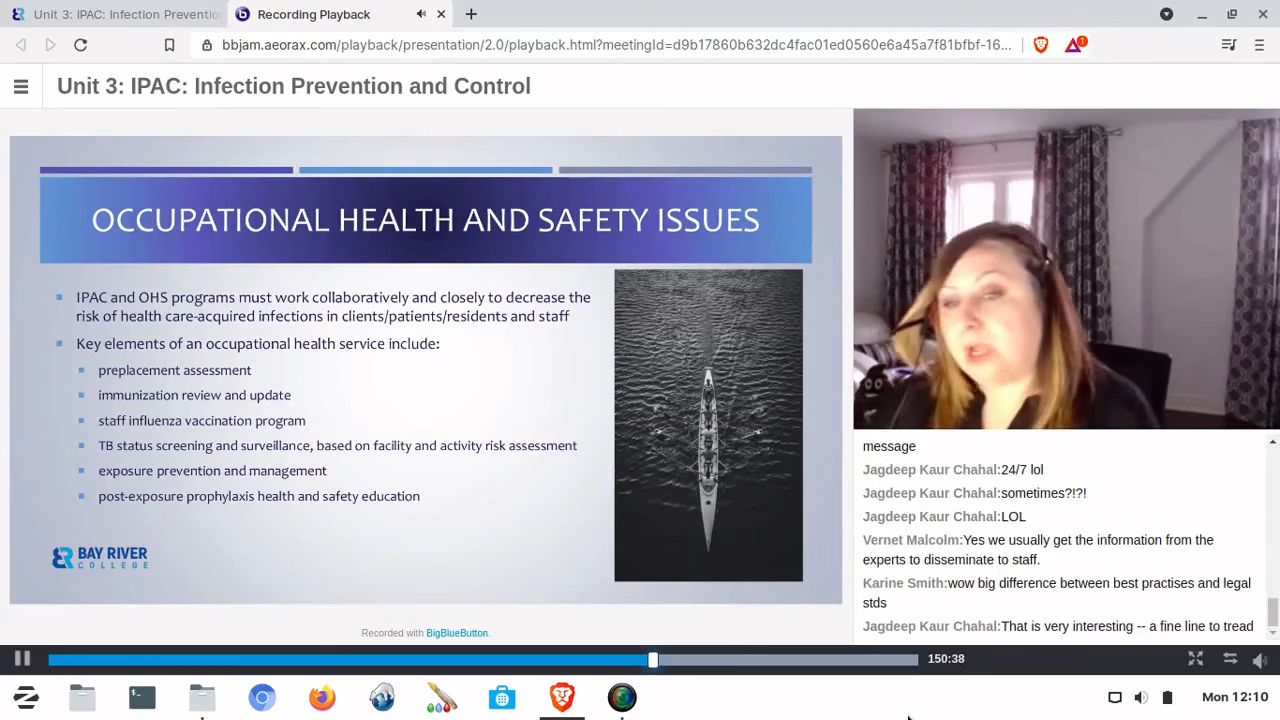 Unit 3: IPAC: Infection Preventio
Recording Playback
bbjam.aeorax.com/playback/presentation/2.0/playback.html?meetingId=d9b17860b632dc4fac01ed0560e6a45a7f81bfbf-16...
1
Unit 3: IPAC: Infection Prevention and Control
OCCUPATIONAL HEALTH AND SAFETY ISSUES
IPAC and OHS programs must work collaboratively and closely to decrease the
risk of health care-acquired infections in clients/patients/residents and staff
Key elements of an occupational health service include:
preplacement assessment
immunization review and update
staff influenza vaccination program
TB status screening and surveillance, based on facility and activity risk assessment
exposure prevention and management
post-exposure prophylaxis health and safety education
BAY RIVER
COLLEGE
Recorded with BigBlueButton.
message
Jagdeep Kaur Chahal:24/7 lol
Jagdeep Kaur Chahal:sometimes?!?!
Jagdeep Kaur Chahal:LOL
Vernet Malcolm:Yes we usually get the information from the
experts to disseminate to staff.
Karine Smith:wow big difference between best practises and legal
stds
Jagdeep Kaur Chahal:That is very interesting -- a fine line to tread
150:38
Mon 12:10